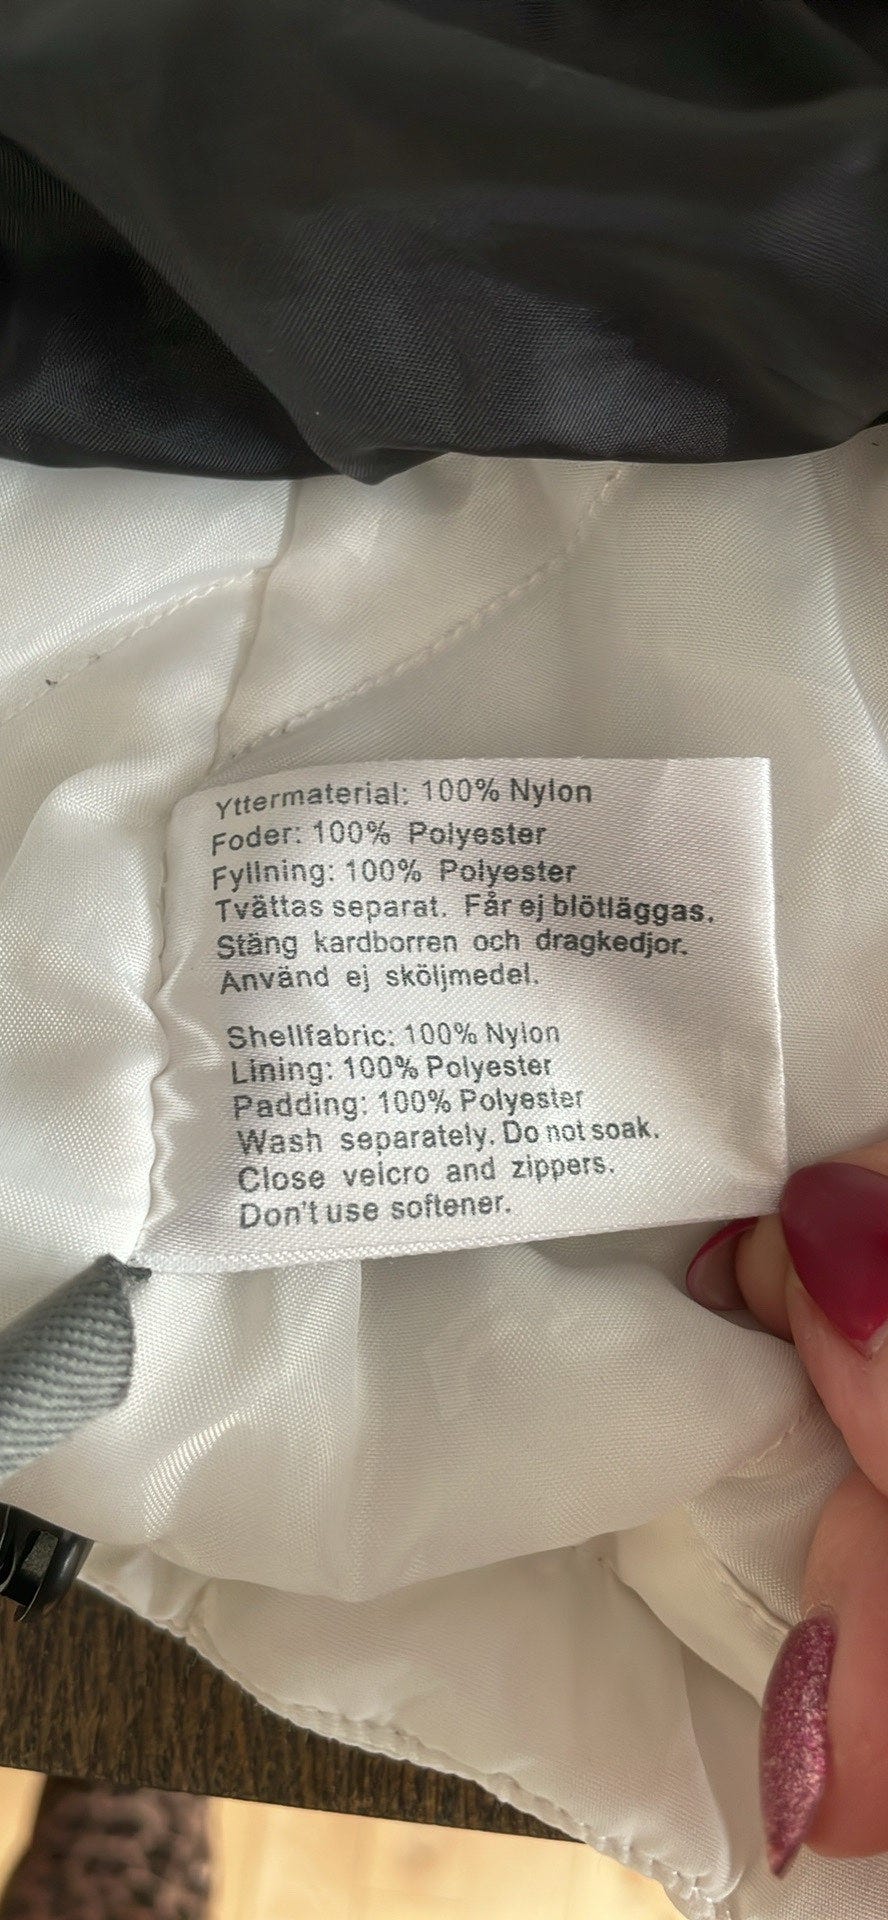 Yttermaterial: 100% Nylon
Foder: 100% Polyester
Fyllning: 100% Polyester
Tvättas separat. Får ej blötläggas.
Stäng kardborren och dragkedjor.
Använd ej sköljmedel.
Shellfabric: 100% Nylon
Lining: 100% Polyester
Padding: 100% Polyester
Wash separately. Do not soak.
Close velcro and zippers.
Don't use softener.